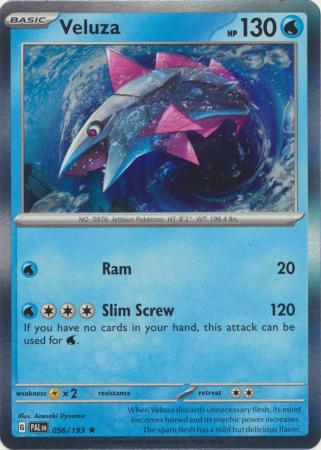 BASIC
Veluza
HP 130
NO. 0976 Jettison Pokémon HT: 8'2" WT: 198.4 lbs.
Ram 20
Slim Screw 120
If you have no cards in your hand, this attack can
be used for
weakness ×2 resistance retreat
Illus. Anesaki Dynamic
G PAL EN 056/193 ★
When Veluza discards unnecessary flesh, its mind
becomes honed and its psychic power increases.
The spare flesh has a mild but delicious flavor.